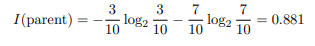 I(parent) = −3/10 log₂ 3/10 − 7/10 log₂ 7/10 = 0.881